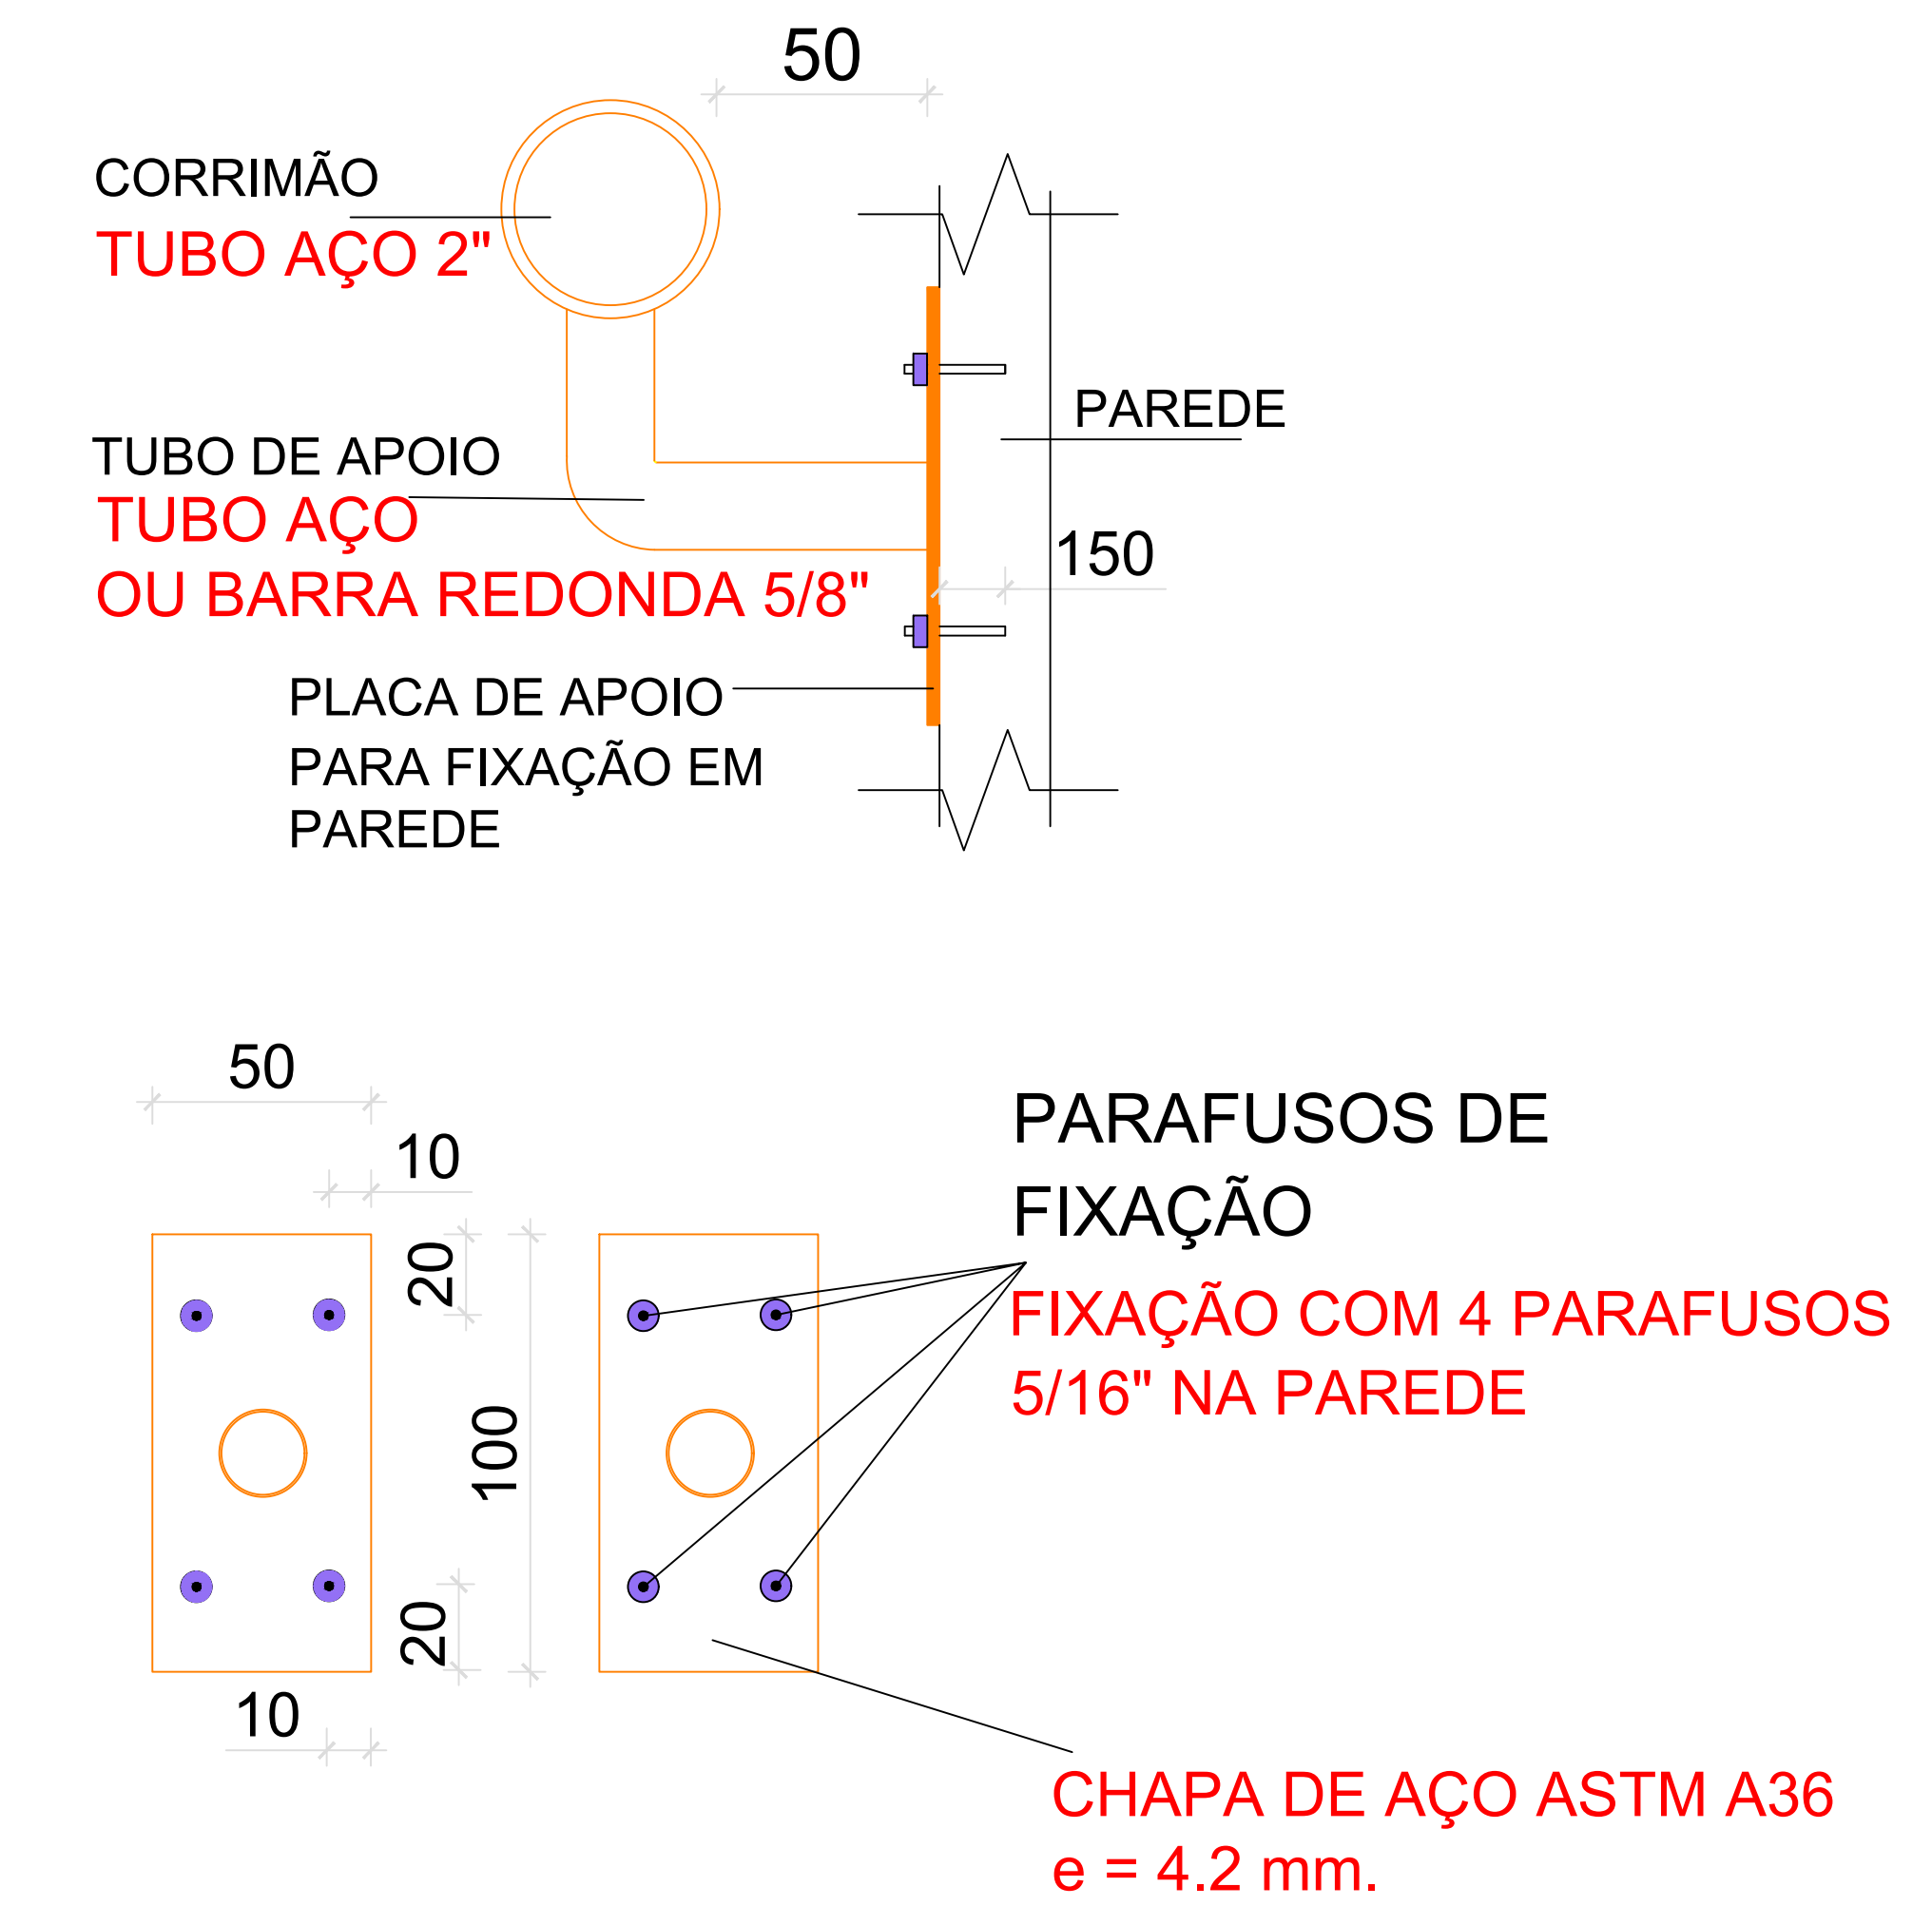 50
CORRIMÃO
TUBO AÇO 2"
PAREDE
TUBO DE APOIO
TUBO AÇO
OU BARRA REDONDA 5/8"
150
PLACA DE APOIO
PARA FIXAÇÃO EM
PAREDE
50
10
20
100
20
10
PARAFUSOS DE
FIXAÇÃO
FIXAÇÃO COM 4 PARAFUSOS
5/16" NA PAREDE
CHAPA DE AÇO ASTM A36
e = 4.2 mm.